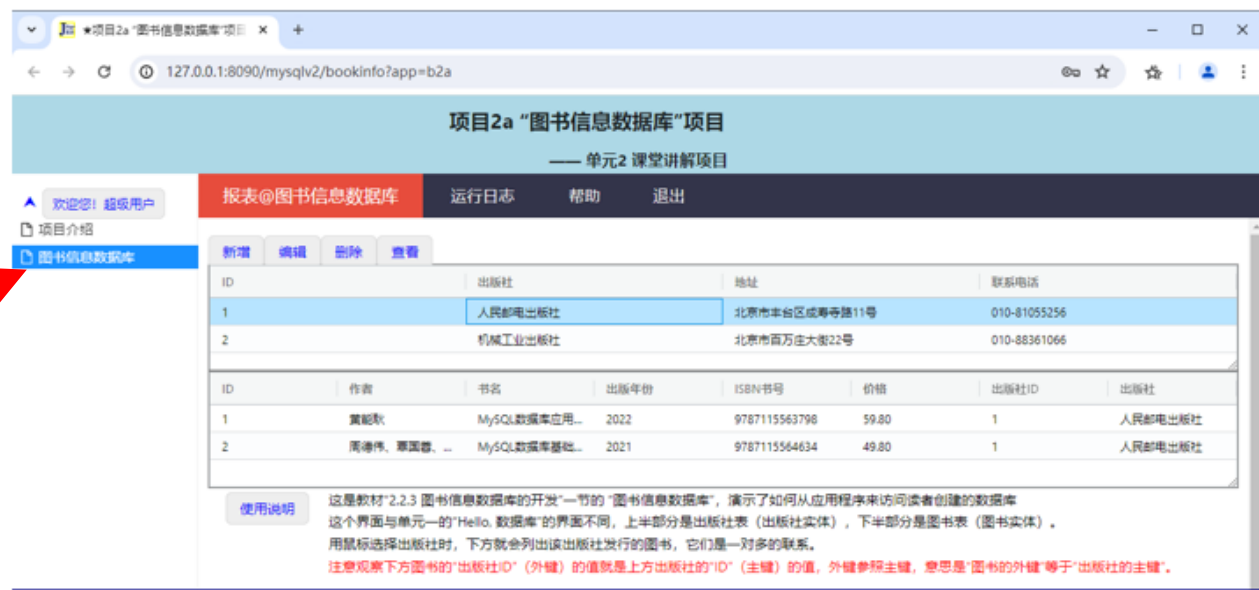 ★项目2a "图书信息数据库"项目
127.0.0.1:8090/mysqlv2/bookinfo?app=b2a
项目2a “图书信息数据库”项目
—— 单元2 课堂讲解项目
欢迎您! 超级用户
报表@图书信息数据库 运行日志 帮助 退出
项目介绍
图书信息数据库
新增 编辑 删除 查看
ID 出版社 地址 联系电话
1 人民邮电出版社 北京市丰台区成寿寺路11号 010-81055256
2 机械工业出版社 北京市百万庄大街22号 010-88361066
ID 作者 书名 出版年份 ISBN书号 价格 出版社ID 出版社
1 黄能耿 MySQL数据库应用... 2022 9787115563798 59.80 1 人民邮电出版社
2 周德伟、覃国蓉、... MySQL数据库基础... 2021 9787115564634 49.80 1 人民邮电出版社
使用说明
这是教材“2.2.3 图书信息数据库的开发”一节的 “图书信息数据库”，演示了如何从应用程序来访问读者创建的数据库
这个界面与单元一的“Hello, 数据库”的界面不同，上半部分是出版社表（出版社实体），下半部分是图书表（图书实体）.
用鼠标选择出版社时，下方就会列出该出版社发行的图书，它们是一对多的联系。
注意观察下方图书的“出版社ID”（外键）的值就是上方出版社的“ID”（主键）的值，外键参照主键，意思是“图书的外键”等于“出版社的主键”。